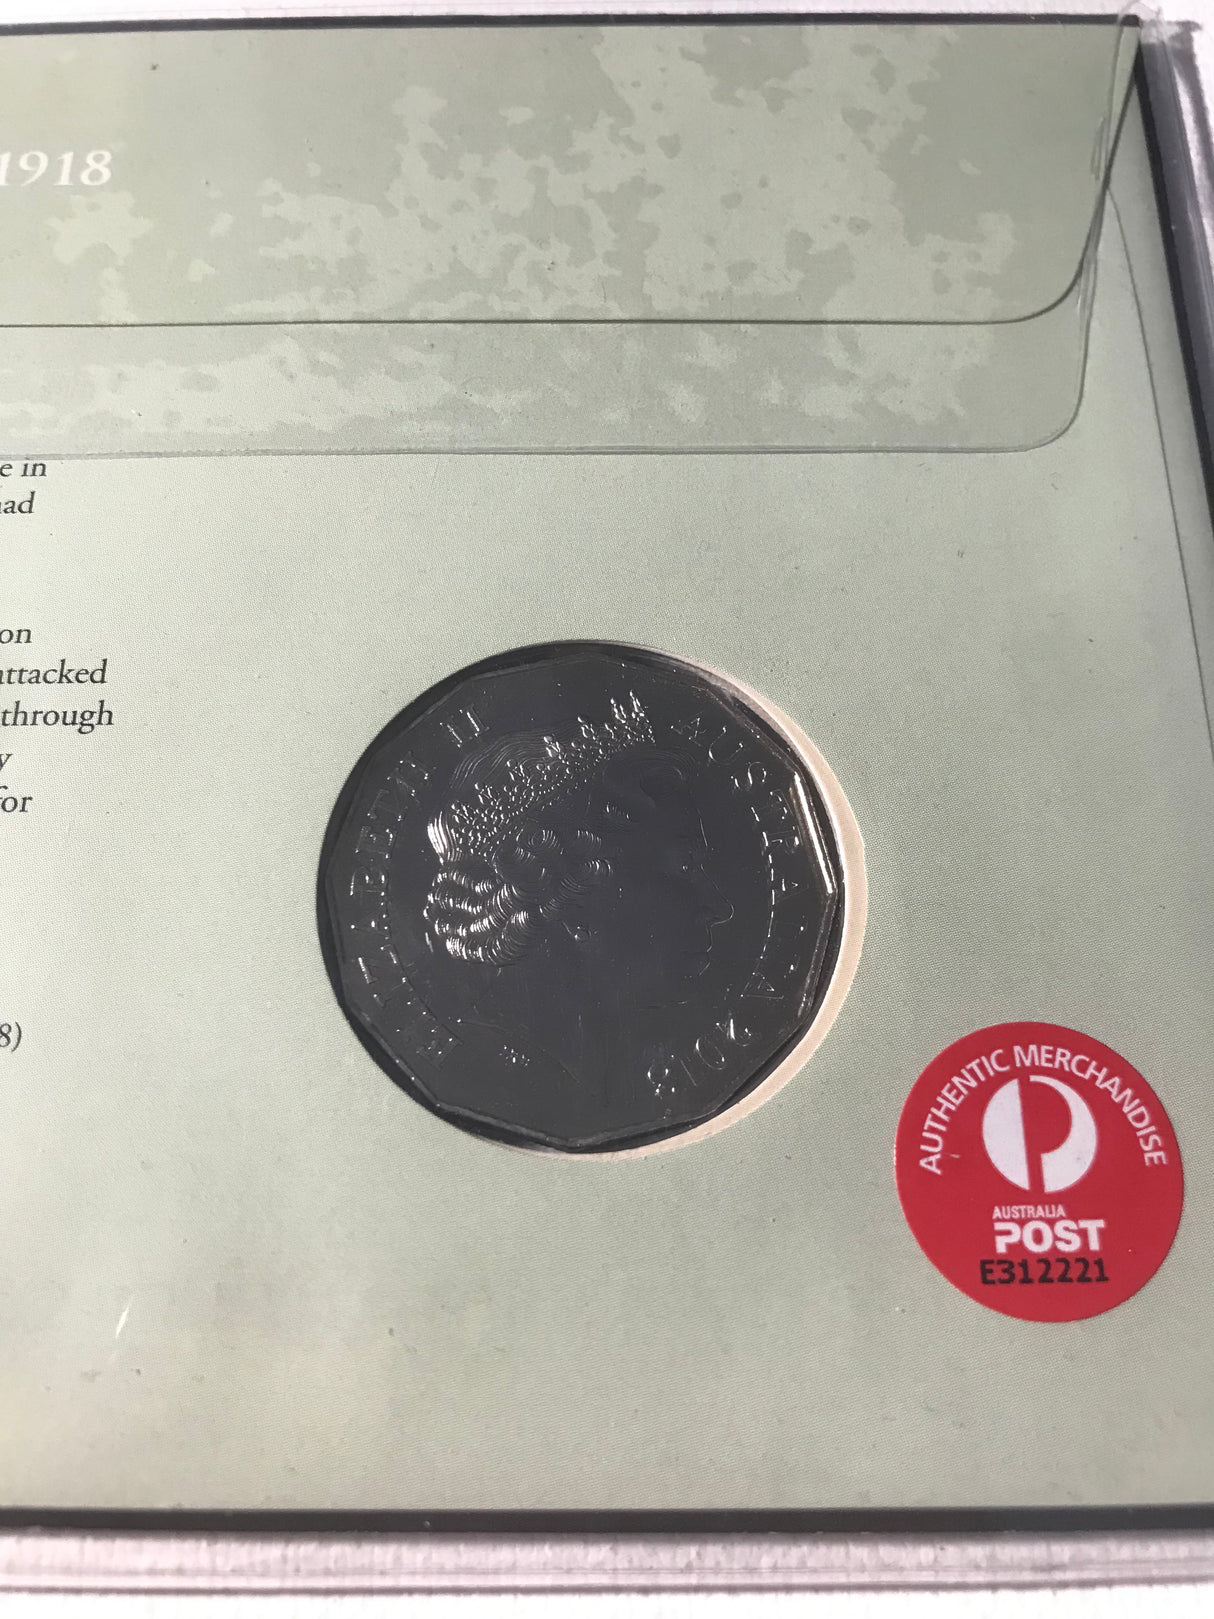 1918
e in
had
on
attacked
through
y
for
8)
ELIZABETH II
AUSTRALIA 2018
AUTHENTIC MERCHANDISE
AUSTRALIA
POST
E312221